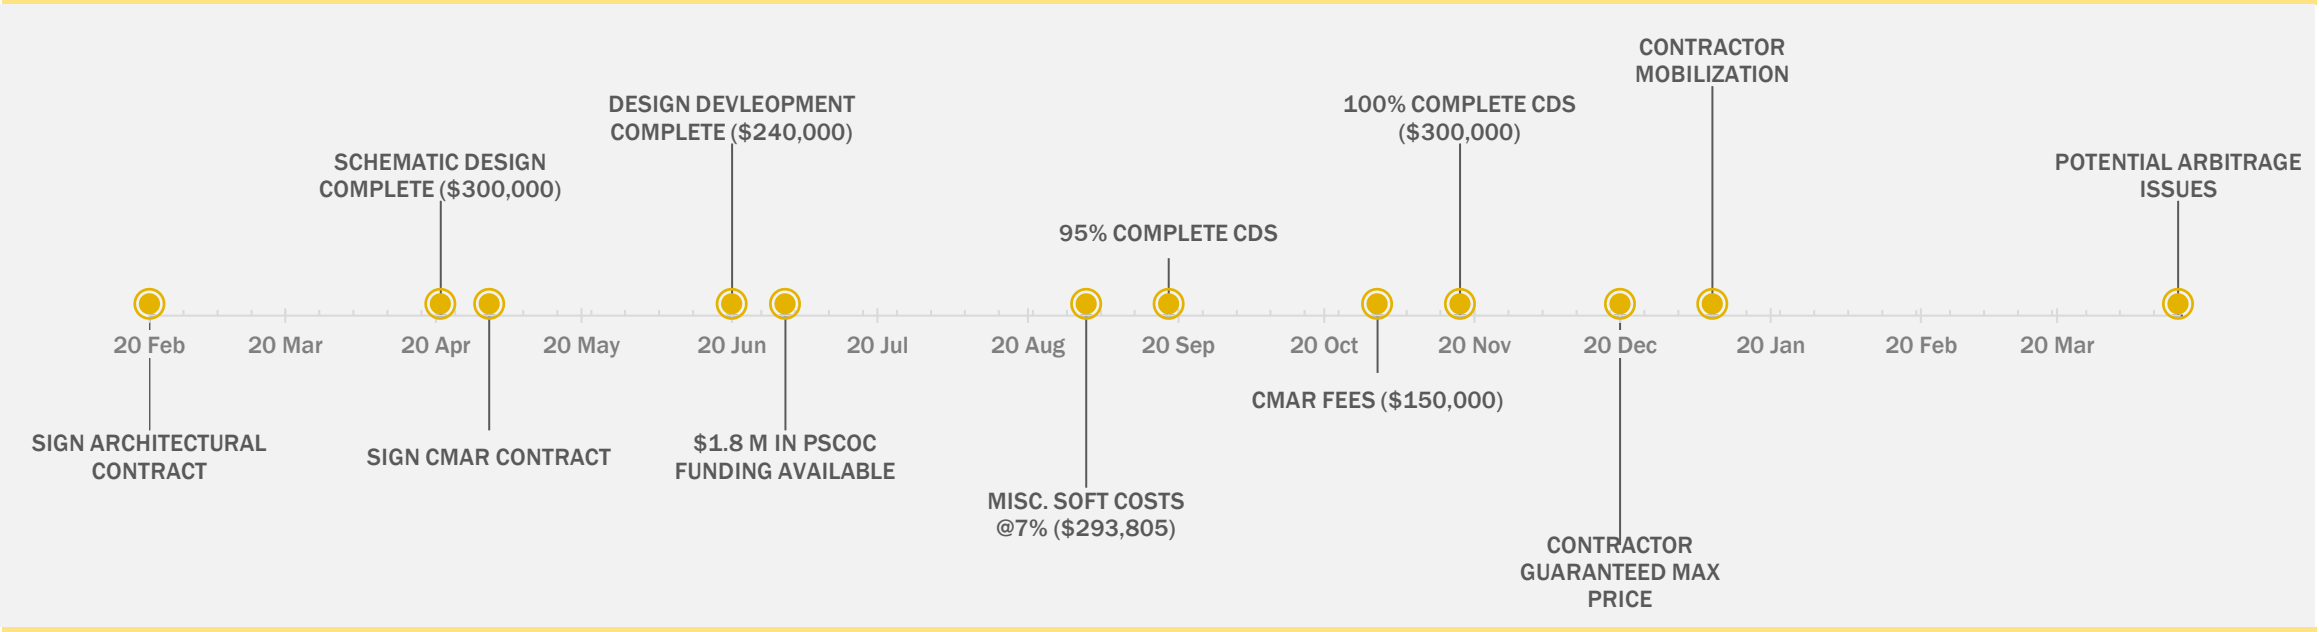 CONTRACTOR
MOBILIZATION
DESIGN DEVLEOPMENT
COMPLETE ($240,000)
100% COMPLETE CDS
($300,000)
SCHEMATIC DESIGN
COMPLETE ($300,000)
POTENTIAL ARBITRAGE
ISSUES
95% COMPLETE CDS
20 Feb 20 Mar 20 Apr 20 May 20 Jun 20 Jul 20 Aug 20 Sep 20 Oct 20 Nov 20 Dec 20 Jan 20 Feb 20 Mar
CMAR FEES ($150,000)
SIGN ARCHITECTURAL
CONTRACT
SIGN CMAR CONTRACT
$1.8 M IN PSCOC
FUNDING AVAILABLE
MISC. SOFT COSTS
@7% ($293,805)
CONTRACTOR
GUARANTEED MAX
PRICE